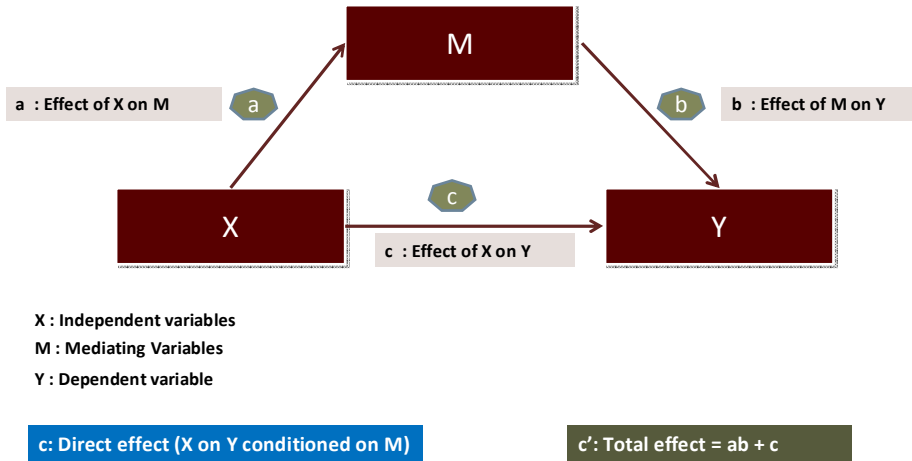 M
a : Effect of X on M
a
b
b : Effect of M on Y
c
X
Y
c : Effect of X on Y
X : Independent variables
M : Mediating Variables
Y : Dependent variable
c: Direct effect (X on Y conditioned on M)
c’: Total effect = ab + c